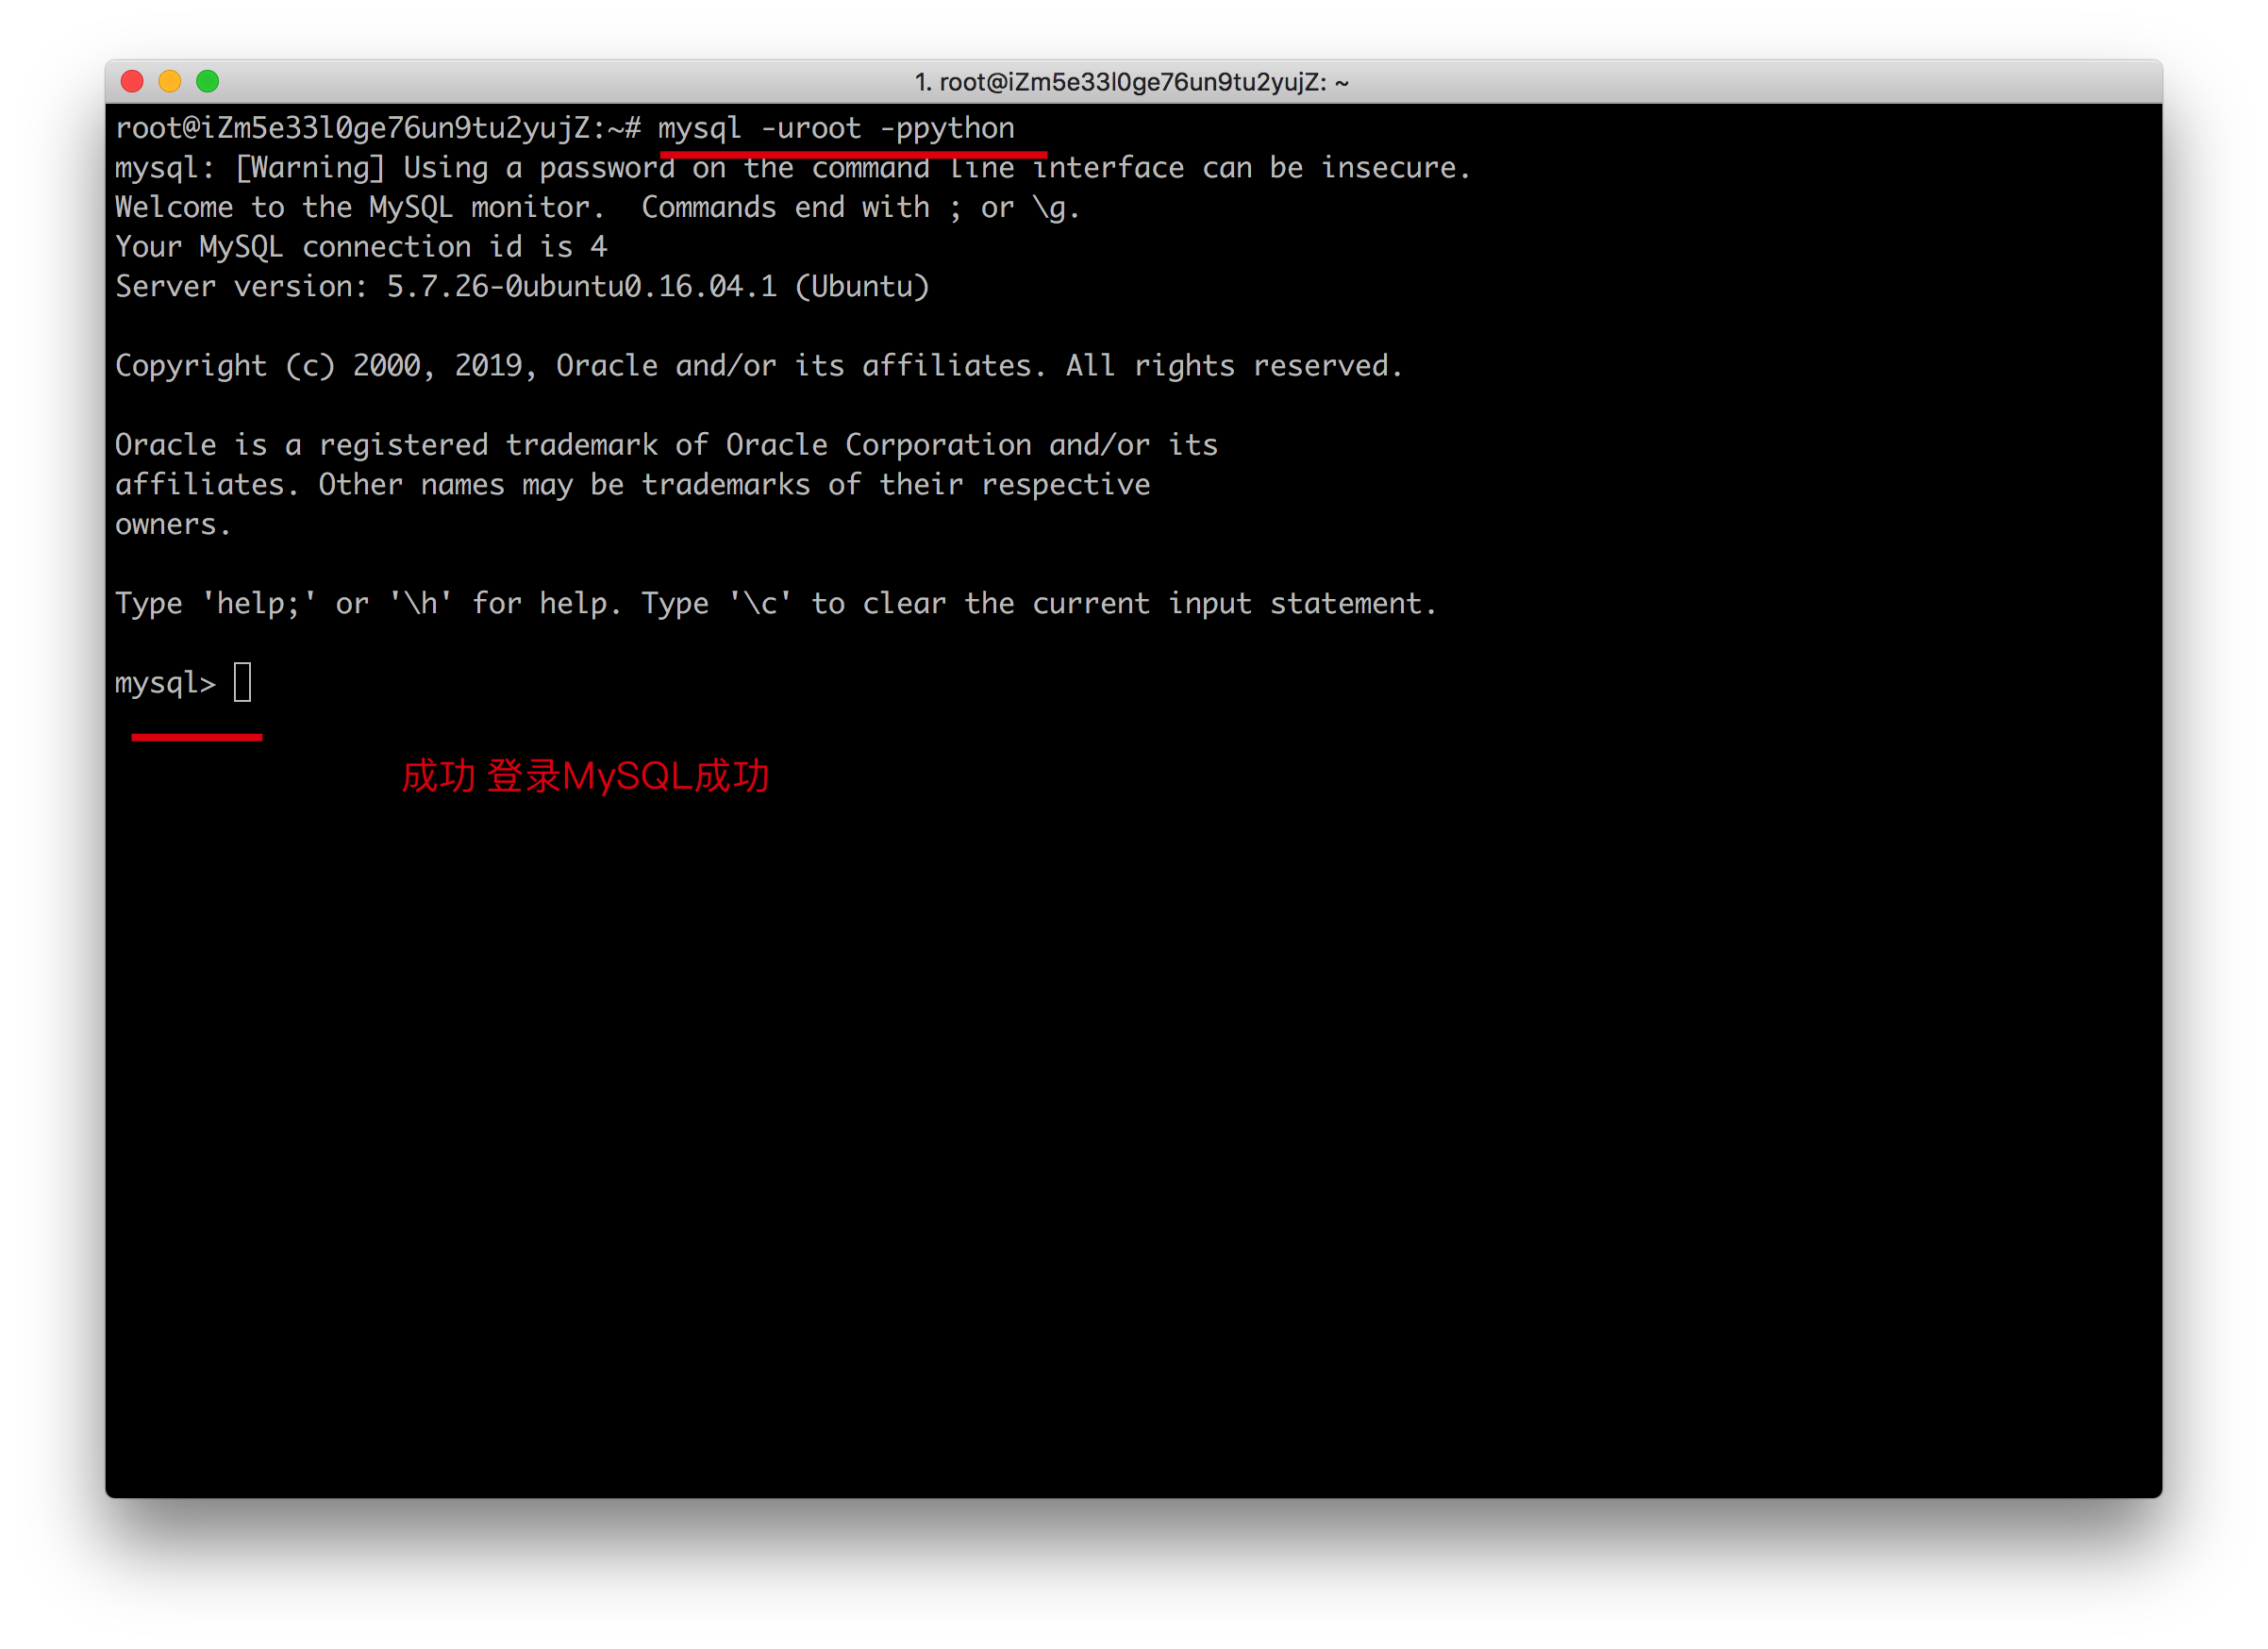 1. root@iZm5e33l0ge76un9tu2yujZ: ~
root@iZm5e33l0ge76un9tu2yujZ:~# mysql -uroot -ppython
mysql: [Warning] Using a password on the command line interface can be insecure.
Welcome to the MySQL monitor.  Commands end with ; or \g.
Your MySQL connection id is 4
Server version: 5.7.26-0ubuntu0.16.04.1 (Ubuntu)
Copyright (c) 2000, 2019, Oracle and/or its affiliates. All rights reserved.
Oracle is a registered trademark of Oracle Corporation and/or its
affiliates. Other names may be trademarks of their respective
owners.
Type 'help;' or '\h' for help. Type '\c' to clear the current input statement.
mysql>
成功 登录MySQL成功